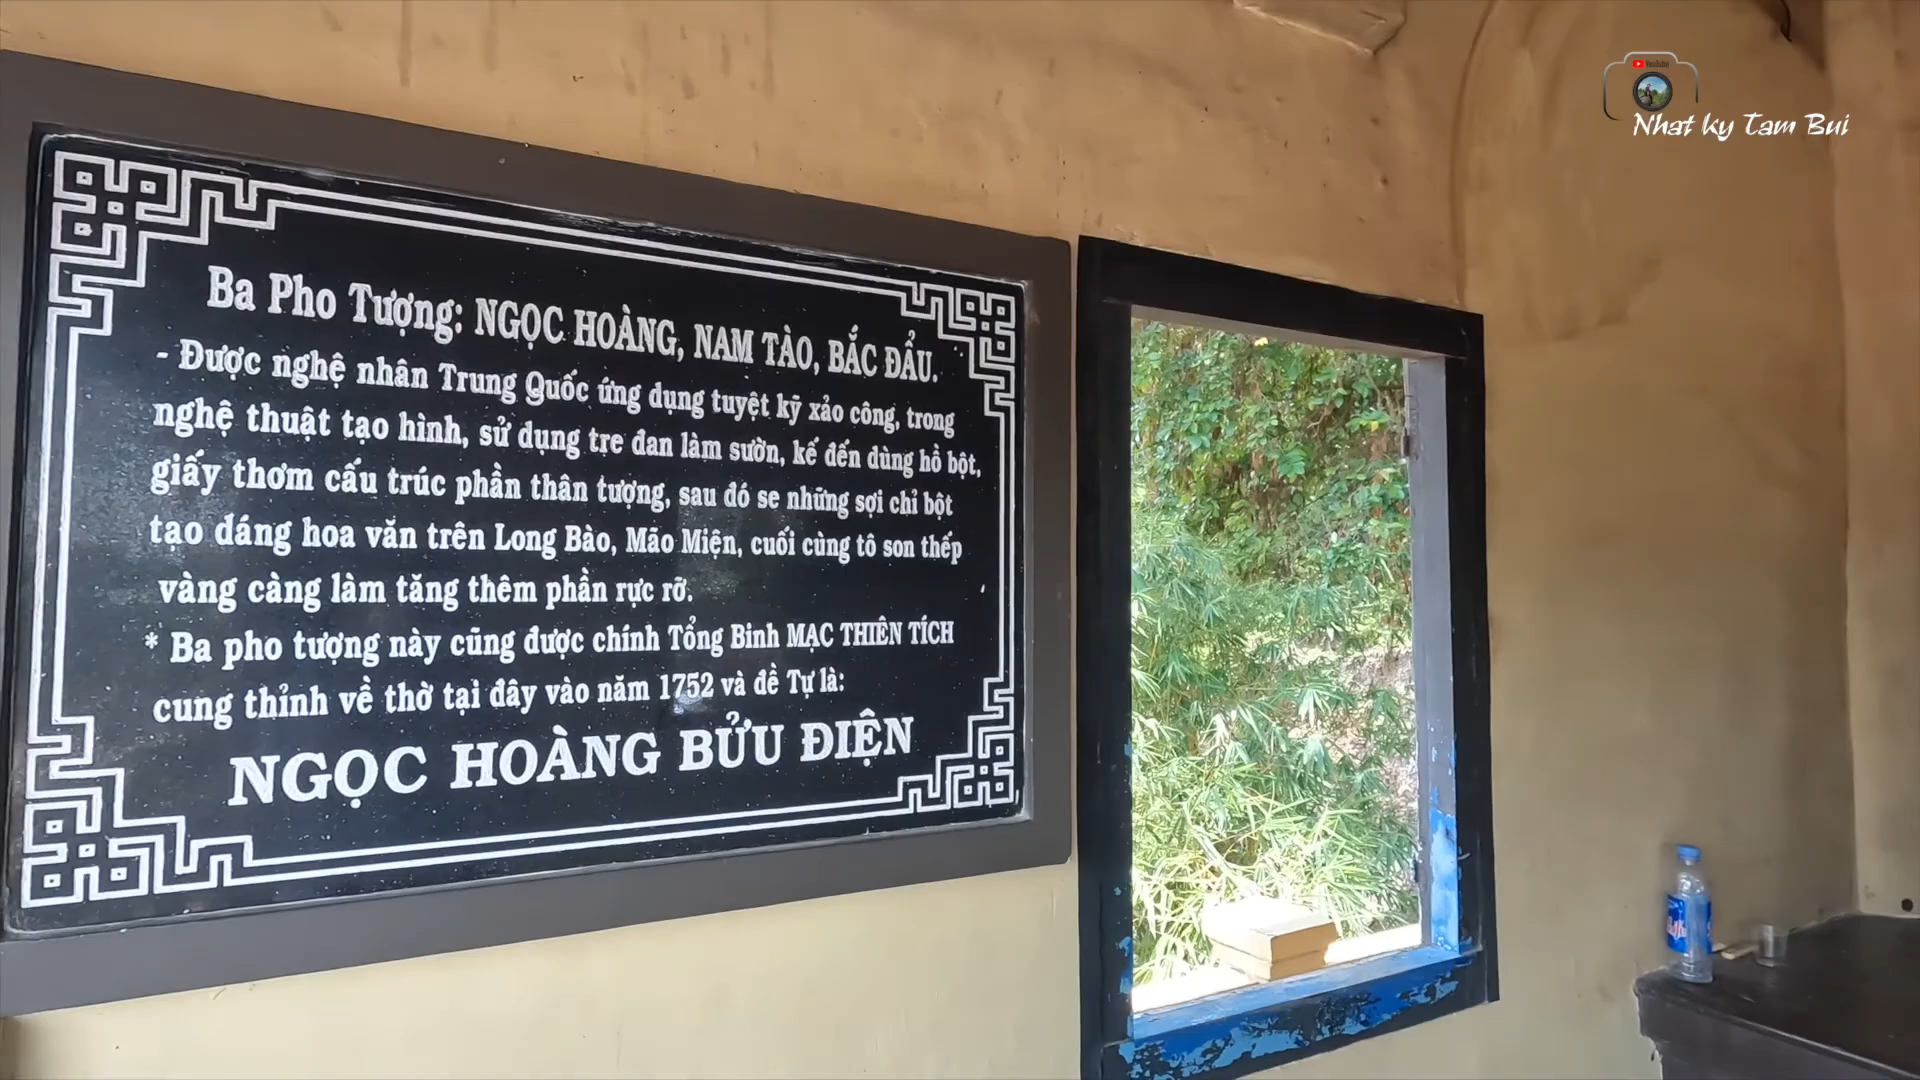 YouTube
Nhat ky Tam Bui
Ba Pho Tượng: NGỌC HOÀNG, NAM TÀO, BẮC ĐẨU.
- Được nghệ nhân Trung Quốc ứng dụng tuyệt kỹ xảo công, trong
nghệ thuật tạo hình, sử dụng tre đan làm sườn, kế đến dùng hồ bột,
giấy thơm cấu trúc phần thân tượng, sau đó se những sợi chỉ bột
tạo dáng hoa văn trên Long Bào, Mão Miện, cuối cùng tô son thếp
vàng càng làm tăng thêm phần rực rỡ.
* Ba pho tượng này cũng được chính Tổng Binh MẠC THIÊN TÍCH
cung thỉnh về thờ tại đây vào năm 1752 và đề Tự là:
NGỌC HOÀNG BỬU ĐIỆN